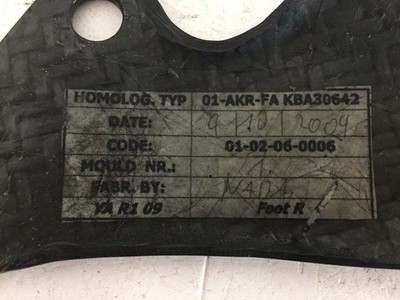 HOMOLOG. TYP 01-AKR-FA KBA30642
DATE: 9 10 2009
CODE: 01-02-06-0006
MOULD NR.: 1.
FABR. BY:
YA R1 09 Foot R